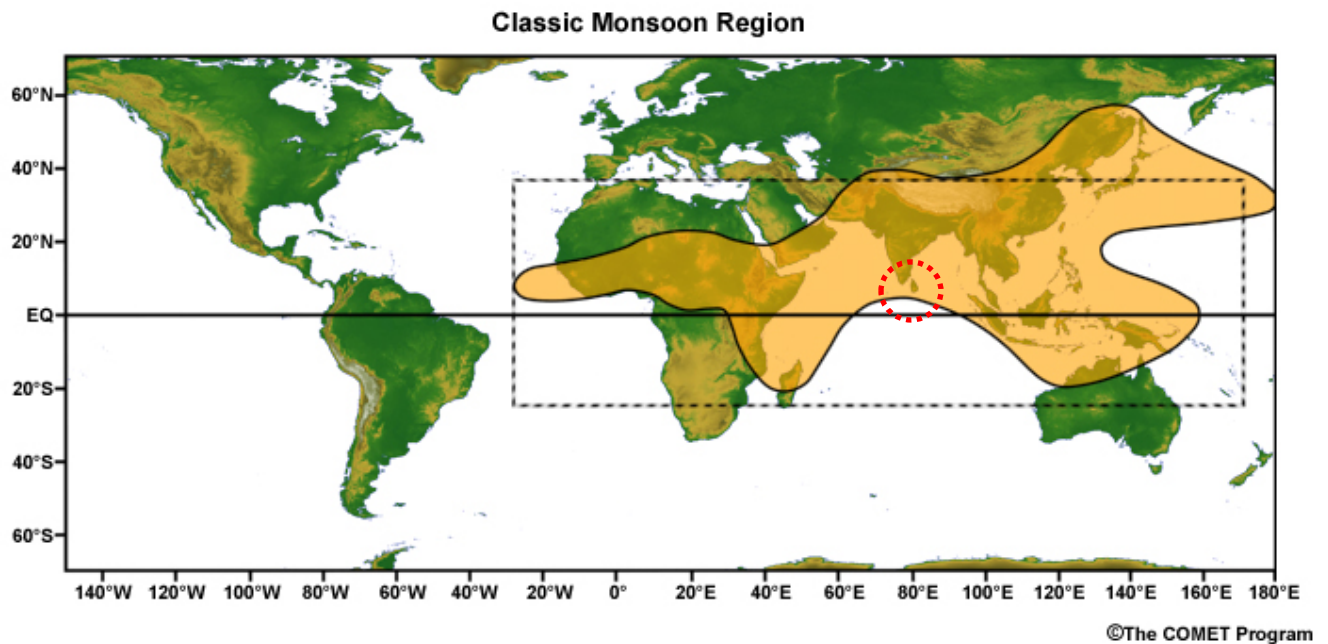 Classic Monsoon Region
60°N
40°N
20°N
EQ
20°S
40°S
60°S
140°W 120°W 100°W 80°W 60°W 40°W 20°W 0° 20°E 40°E 60°E 80°E 100°E 120°E 140°E 160°E 180°E
©The COMET Program